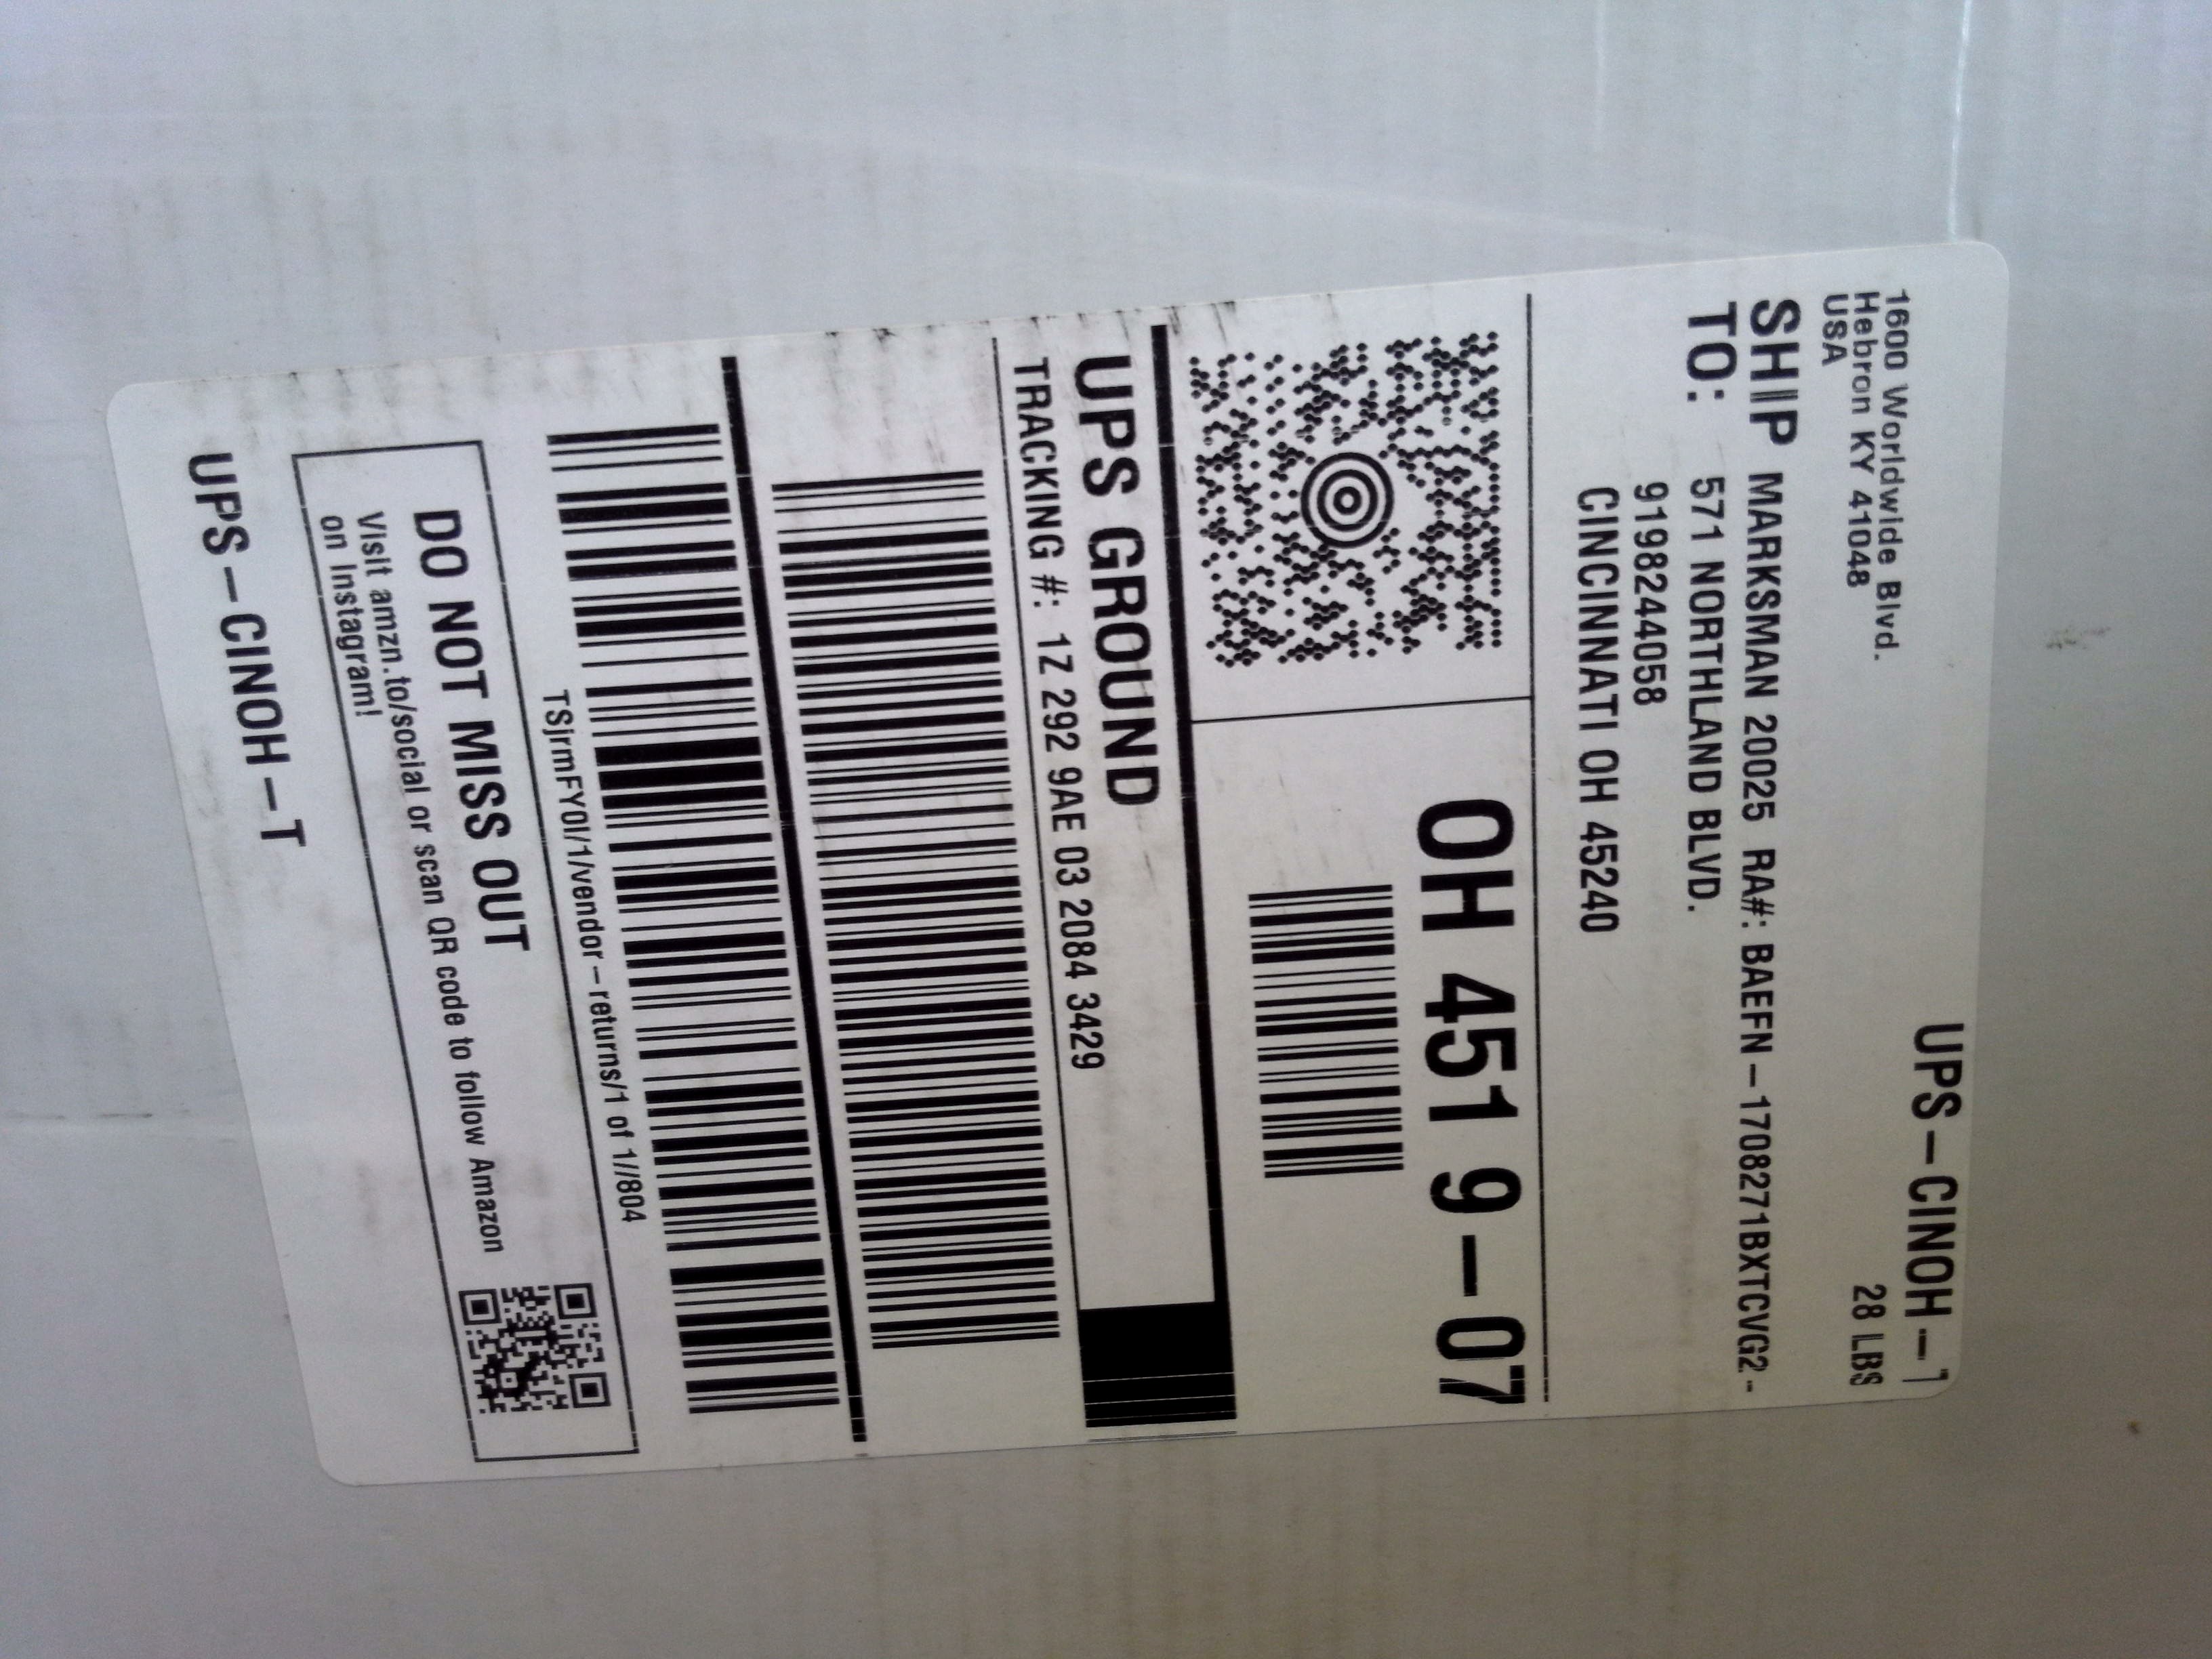 UPS-CINOH-T
1600 Worldwide Blvd.
Hebron KY 41048
USA
28 LBS
SHIP TO: MARKSMAN 20025 RA#: BAEFN-1708271BXTCVG2-
571 NORTHLAND BLVD.
9198244058
CINCINNATI OH 45240
OH 451 9-07
UPS GROUND
TRACKING #: 1Z 292 9AE 03 2084 3429
TSjrmFY0I/1/vendor-returns/1 of 1//804
DO NOT MISS OUT
Visit amzn.to/social or scan QR code to follow Amazon
on Instagram!
UPS-CINOH-T